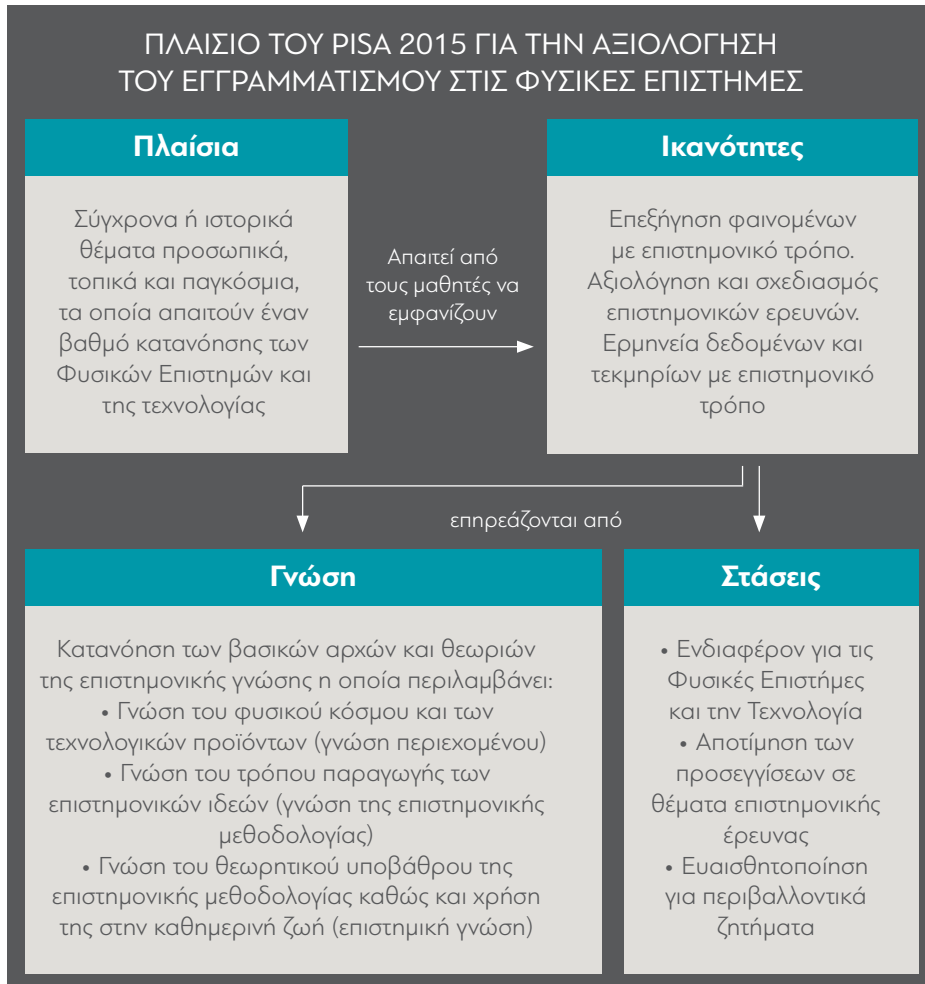 ΠΛΑΙΣΙΟ ΤΟΥ PISA 2015 ΓΙΑ ΤΗΝ ΑΞΙΟΛΟΓΗΣΗ
ΤΟΥ ΕΓΓΡΑΜΜΑΤΙΣΜΟΥ ΣΤΙΣ ΦΥΣΙΚΕΣ ΕΠΙΣΤΗΜΕΣ
Πλαίσια
Σύγχρονα ή ιστορικά
θέματα προσωπικά,
τοπικά και παγκόσμια,
τα οποία απαιτούν έναν
βαθμό κατανόησης των
Φυσικών Επιστημών και
της τεχνολογίας
Απαιτεί από
τους μαθητές να
εμφανίζουν
Ικανότητες
Επεξήγηση φαινομένων
με επιστημονικό τρόπο.
Αξιολόγηση και σχεδιασμός
επιστημονικών ερευνών.
Ερμηνεία δεδομένων και
τεκμηρίων με επιστημονικό
τρόπο
επηρεάζονται από
Γνώση
Κατανόηση των βασικών αρχών και θεωριών
της επιστημονικής γνώσης η οποία περιλαμβάνει:
• Γνώση του φυσικού κόσμου και των
τεχνολογικών προϊόντων (γνώση περιεχομένου)
• Γνώση του τρόπου παραγωγής των
επιστημονικών ιδεών (γνώση της επιστημονικής
μεθοδολογίας)
• Γνώση του θεωρητικού υποβάθρου της
επιστημονικής μεθοδολογίας καθώς και χρήση
της στην καθημερινή ζωή (επιστημική γνώση)
Στάσεις
• Ενδιαφέρον για τις
Φυσικές Επιστήμες
και την Τεχνολογία
• Αποτίμηση των
προσεγγίσεων σε
θέματα επιστημονικής
έρευνας
• Ευαισθητοποίηση
για περιβαλλοντικά
ζητήματα